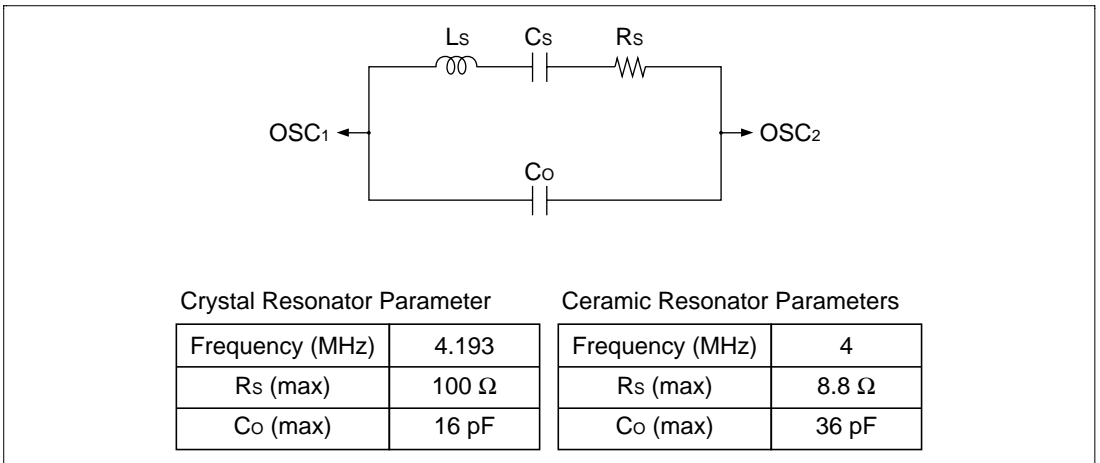 Ls Cs Rs
OSC1 OSC2
Co
Crystal Resonator Parameter
Frequency (MHz) 4.193
Rs (max) 100 Ω
Co (max) 16 pF
Ceramic Resonator Parameters
Frequency (MHz) 4
Rs (max) 8.8 Ω
Co (max) 36 pF